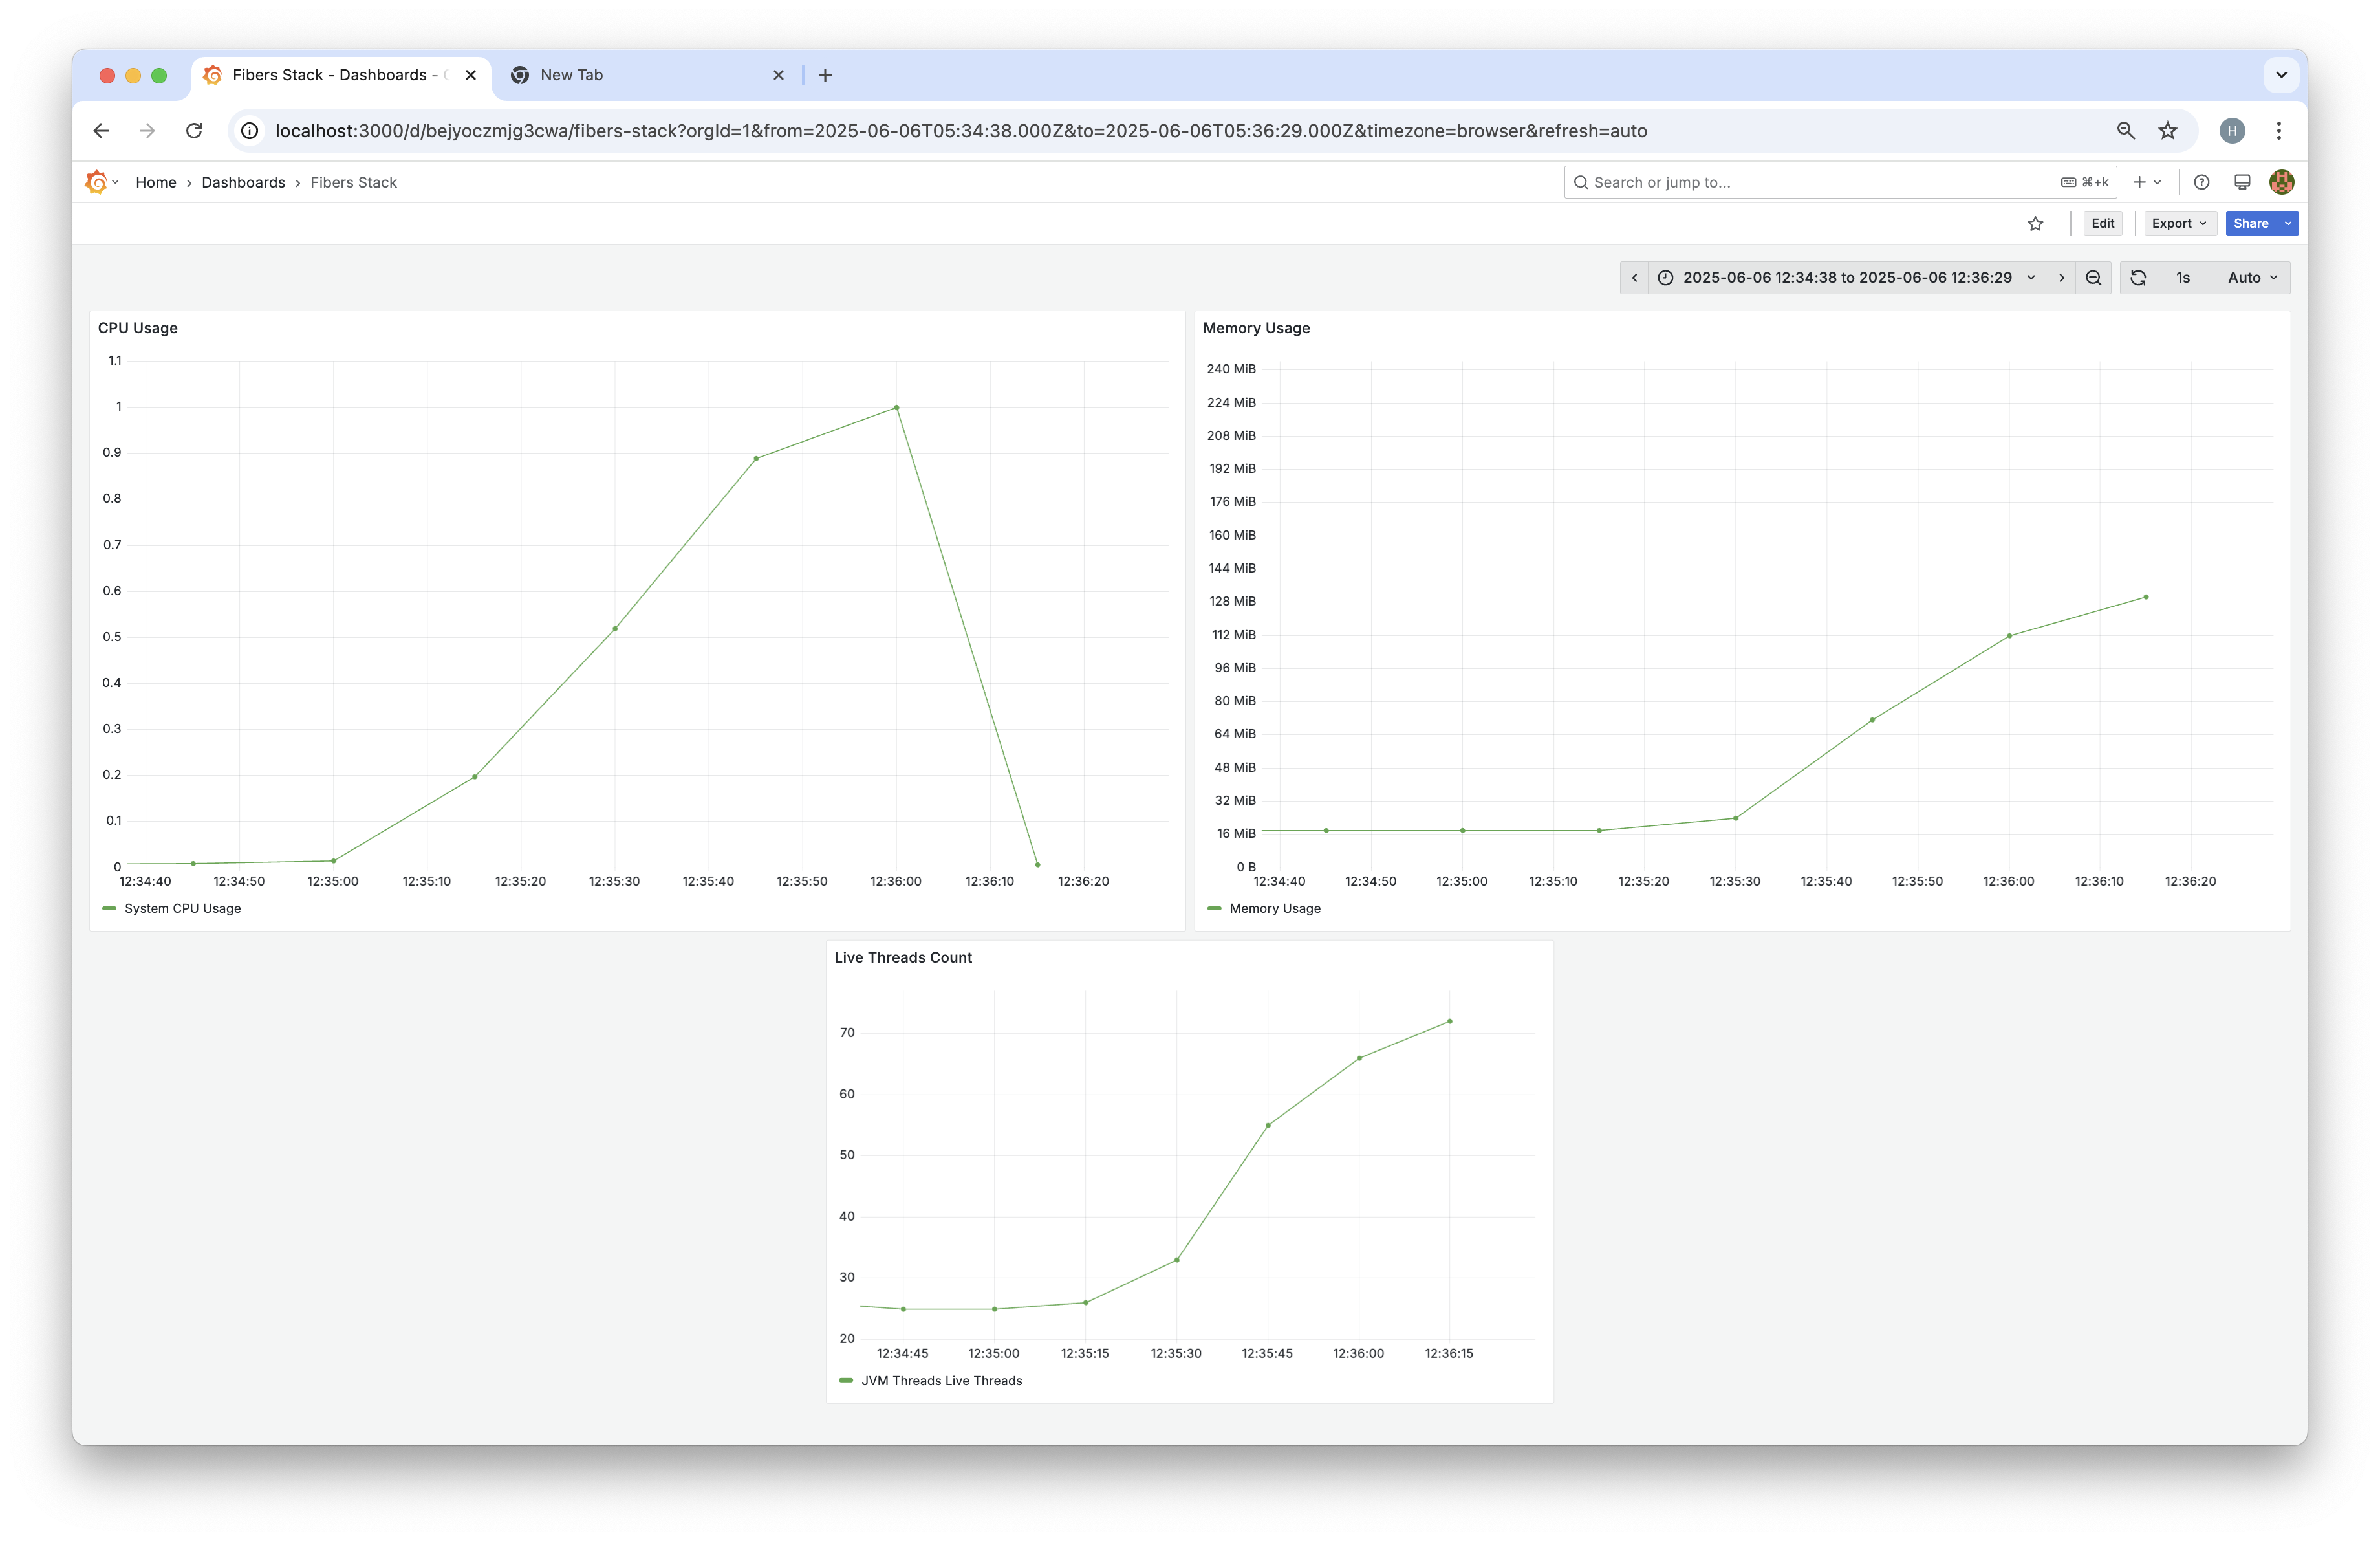 Fibers Stack - Dashboards -
New Tab
localhost:3000/d/bejyoczmjg3cwa/fibers-stack?orgId=1&from=2025-06-06T05:34:38.000Z&to=2025-06-06T05:36:29.000Z&timezone=browser&refresh=auto
H
Home › Dashboards › Fibers Stack
Search or jump to...
⌘+k
Edit
Export
Share
2025-06-06 12:34:38 to 2025-06-06 12:36:29
1s
Auto
CPU Usage
1.1
1
0.9
0.8
0.7
0.6
0.5
0.4
0.3
0.2
0.1
0
12:34:40 12:34:50 12:35:00 12:35:10 12:35:20 12:35:30 12:35:40 12:35:50 12:36:00 12:36:10 12:36:20
System CPU Usage
Memory Usage
240 MiB
224 MiB
208 MiB
192 MiB
176 MiB
160 MiB
144 MiB
128 MiB
112 MiB
96 MiB
80 MiB
64 MiB
48 MiB
32 MiB
16 MiB
0 B
12:34:40 12:34:50 12:35:00 12:35:10 12:35:20 12:35:30 12:35:40 12:35:50 12:36:00 12:36:10 12:36:20
Memory Usage
Live Threads Count
70
60
50
40
30
20
12:34:45 12:35:00 12:35:15 12:35:30 12:35:45 12:36:00 12:36:15
JVM Threads Live Threads